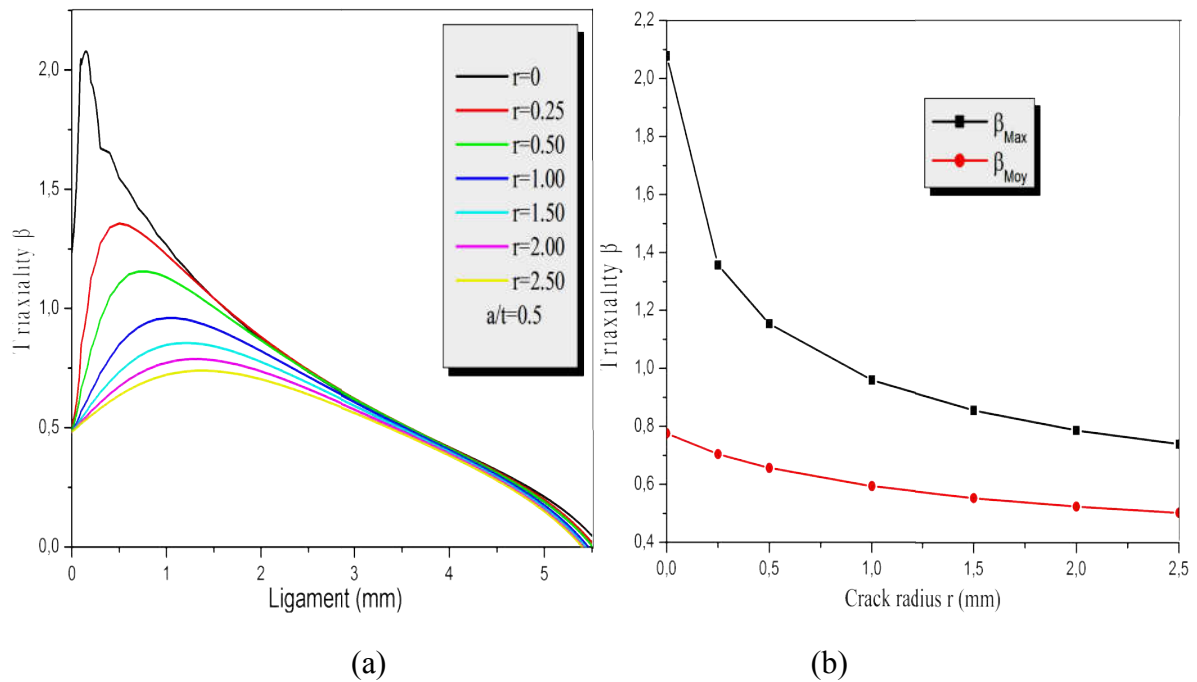 2,0
1,5
1,0
0,5
0,0
Triaxiality β
0
1
2
3
4
5
Ligament (mm)
r=0
r=0.25
r=0.50
r=1.00
r=1.50
r=2.00
r=2.50
a/t=0.5
(a)
2,2
2,0
1,8
1,6
1,4
1,2
1,0
0,8
0,6
0,4
Triaxiality β
0,0
0,5
1,0
1,5
2,0
2,5
Crack radius r (mm)
βMax
βMoy
(b)